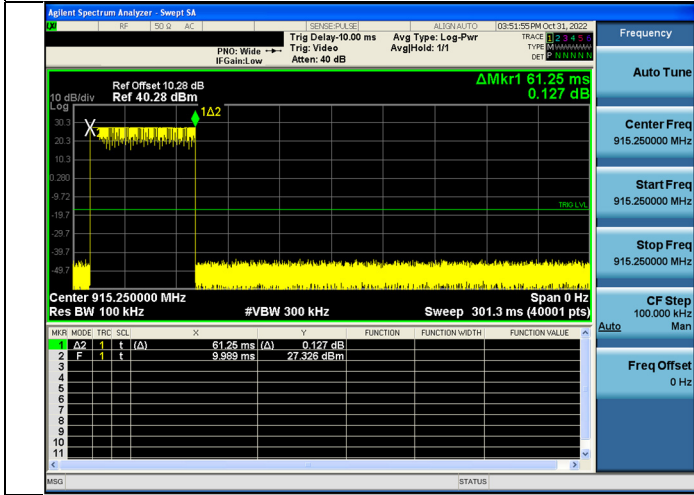 Agilent Spectrum Analyzer - Swept SA
RF 50 Ω AC SENSE:PULSE ALIGN AUTO 03:51:55 PM Oct 31, 2022
Trig Delay-10.00 ms Avg Type: Log-Pwr TRACE 1 2 3 4 5 6
PNO: Wide Trig: Video Avg|Hold: 1/1 TYPE M WWWWW
IFGain:Low Atten: 40 dB DET P N N N N N
Frequency
Auto Tune
Center Freq
915.250000 MHz
Start Freq
915.250000 MHz
Stop Freq
915.250000 MHz
CF Step
100.000 kHz
Auto Man
Freq Offset
0 Hz
ΔMkr1 61.25 ms
0.127 dB
Ref Offset 10.28 dB
10 dB/div Ref 40.28 dBm
Log
1Δ2
X
30.3
20.3
10.3
0.280
-9.72
TRIG LVL
-19.7
-29.7
-39.7
-49.7
Center 915.250000 MHz Span 0 Hz
Res BW 100 kHz #VBW 300 kHz Sweep 301.3 ms (40001 pts)
MKR MODE TRC SCL X Y FUNCTION FUNCTION WIDTH FUNCTION VALUE
1 Δ2 1 t (Δ) 61.25 ms (Δ) 0.127 dB
2 F 1 t 9.989 ms 27.326 dBm
3
4
5
6
7
8
9
10
11
MSG STATUS